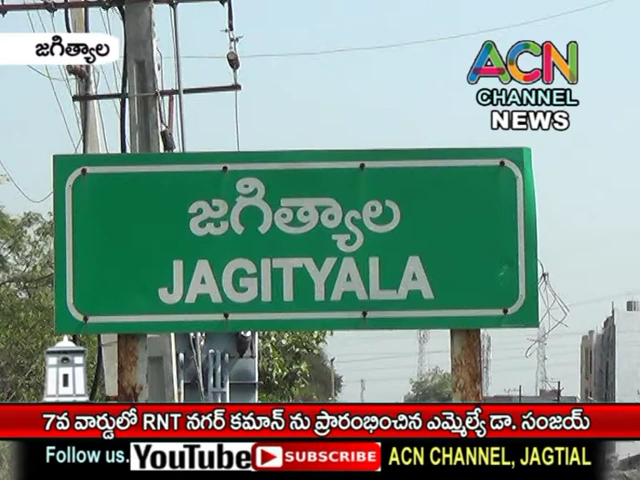 జగిత్యాల
ACN
CHANNEL
NEWS
జగిత్యాల
JAGITYALA
7వ వార్డులో RNT నగర్ కమాన్ ను ప్రారంభించిన ఎమ్మెల్యే డా. సంజయ్
Follow us. YouTube SUBSCRIBE ACN CHANNEL, JAGTIAL